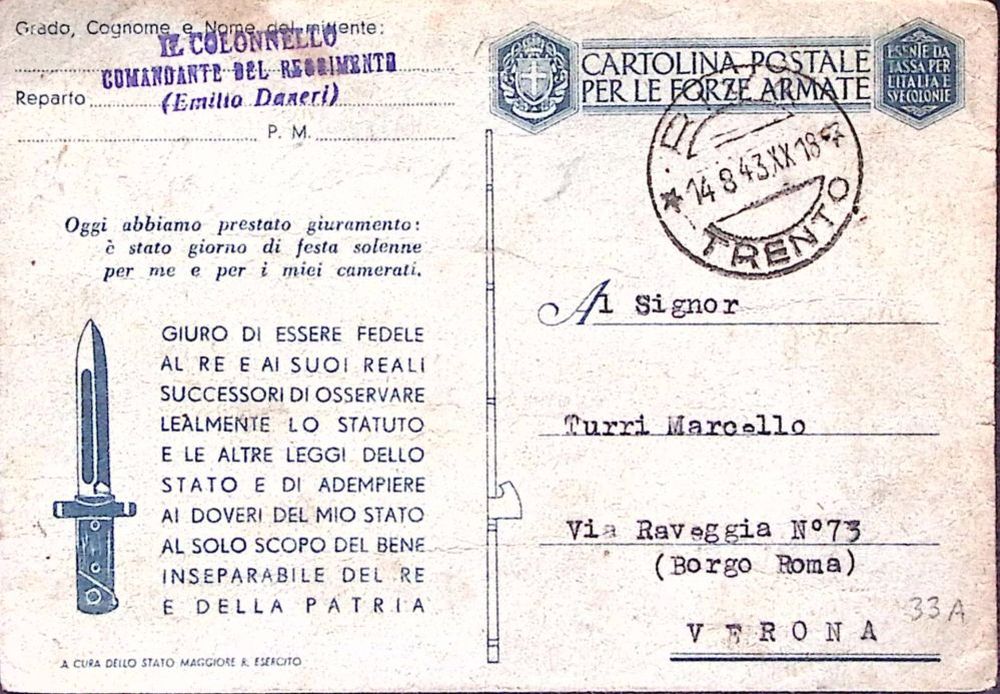 Grado, Cognome e Nome del mittente:
IL COLONNELLO
COMANDANTE DEL REGGIMENTO
Reparto
(Emilio Daneri)
P. M.
CARTOLINA POSTALE
PER LE FORZE ARMATE
ESENTE DA
TASSA PER
L'ITALIA E
SUE COLONIE
14·8·43·XX 18
TRENTO
Oggi abbiamo prestato giuramento:
è stato giorno di festa solenne
per me e per i miei camerati.
GIURO DI ESSERE FEDELE
AL RE E AI SUOI REALI
SUCCESSORI DI OSSERVARE
LEALMENTE LO STATUTO
E LE ALTRE LEGGI DELLO
STATO E DI ADEMPIERE
AI DOVERI DEL MIO STATO
AL SOLO SCOPO DEL BENE
INSEPARABILE DEL RE
E DELLA PATRIA
A CURA DELLO STATO MAGGIORE R. ESERCITO
Al Signor
Turri Marcello
Via Raveggia N°73
(Borgo Roma)
VERONA
33A